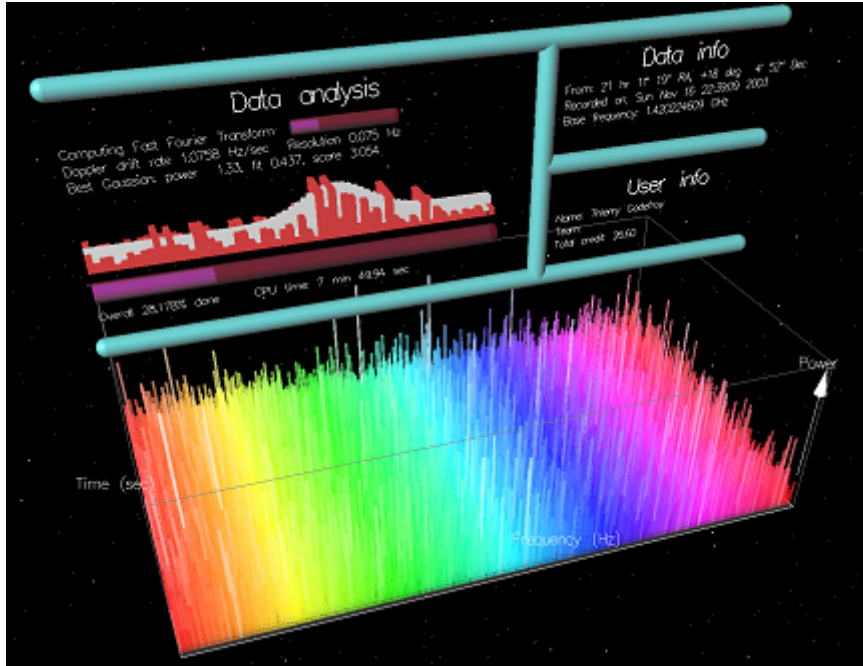 Data analysis
Computing Fast Fourier Transform
Doppler drift rate 1.0758 Hz/sec Resolution 0.075 Hz
Best Gaussian: power 1.33, fit 0.437, score 3.054
Overall 28.178% done CPU time: 7 min 49.94 sec
Data info
From: 21 hr 11' 19" RA, +18 deg 4' 52" Dec
Recorded on: Sun Nov 16 22:39:09 2003
Base frequency: 1.420224609 GHz
User info
Name: Thierry Godefroy
Team:
Total credit: 28.60
Power
Time (sec)
Frequency (Hz)